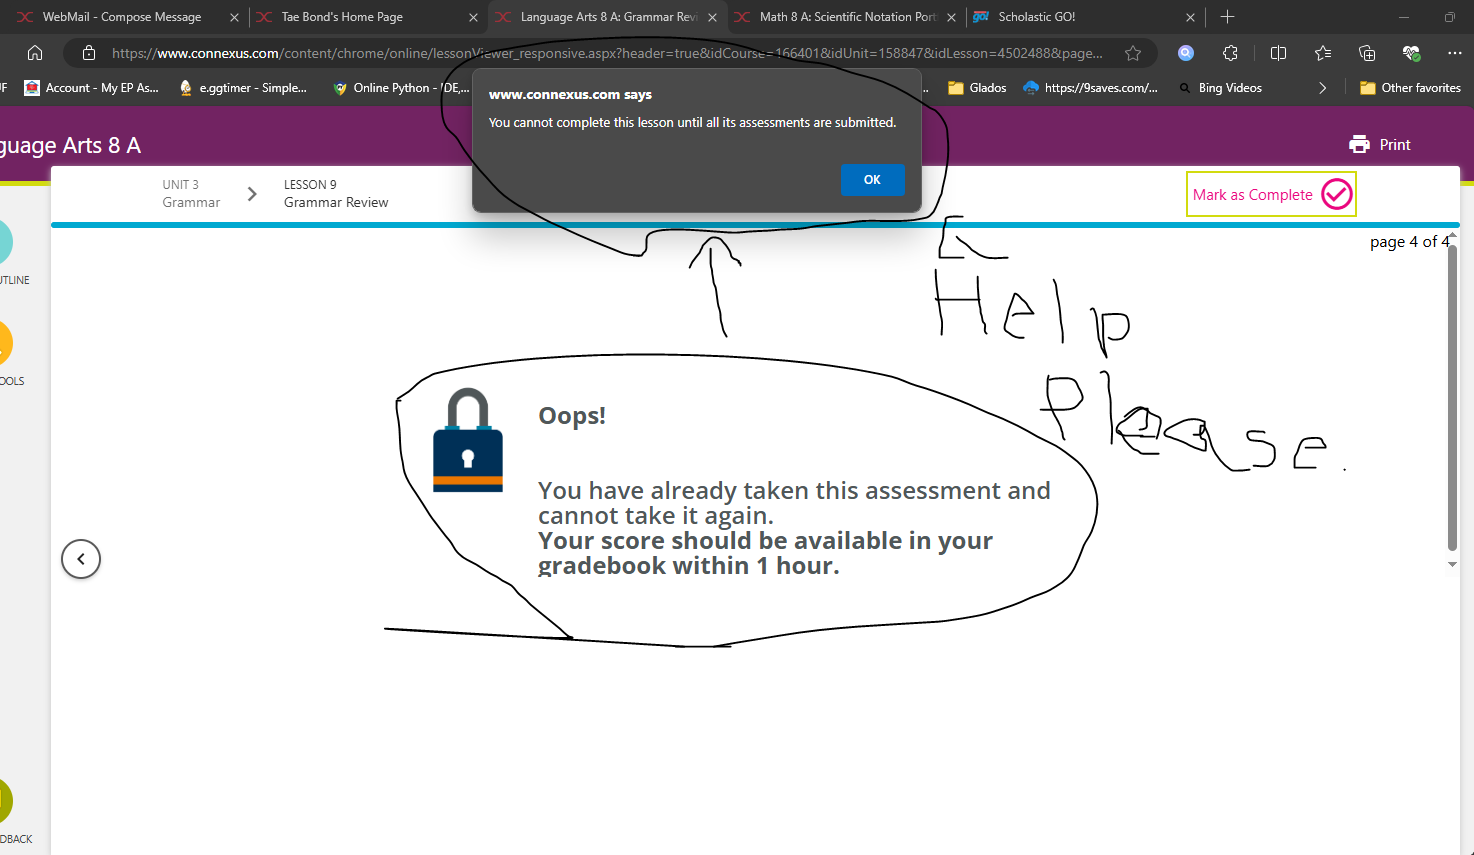 WebMail - Compose Message
Tae Bond's Home Page
Language Arts 8 A: Grammar Revi
Math 8 A: Scientific Notation Port
go!
Scholastic GO!
https://www.connexus.com/content/chrome/online/lessonViewer_responsive.aspx?header=true&idCourse=166401&idUnit=158847&idLesson=4502488&page...
Account - My EP As...
e.ggtimer - Simple...
Online Python - IDE,...
Glados
https://9saves.com/...
Bing Videos
Other favorites
www.connexus.com says
You cannot complete this lesson until all its assessments are submitted.
OK
guage Arts 8 A
Print
UNIT 3
Grammar
LESSON 9
Grammar Review
Mark as Complete
page 4 of 4
UTLINE
Help
Please.
OOLS
Oops!
You have already taken this assessment and
cannot take it again.
Your score should be available in your
gradebook within 1 hour.
DBACK